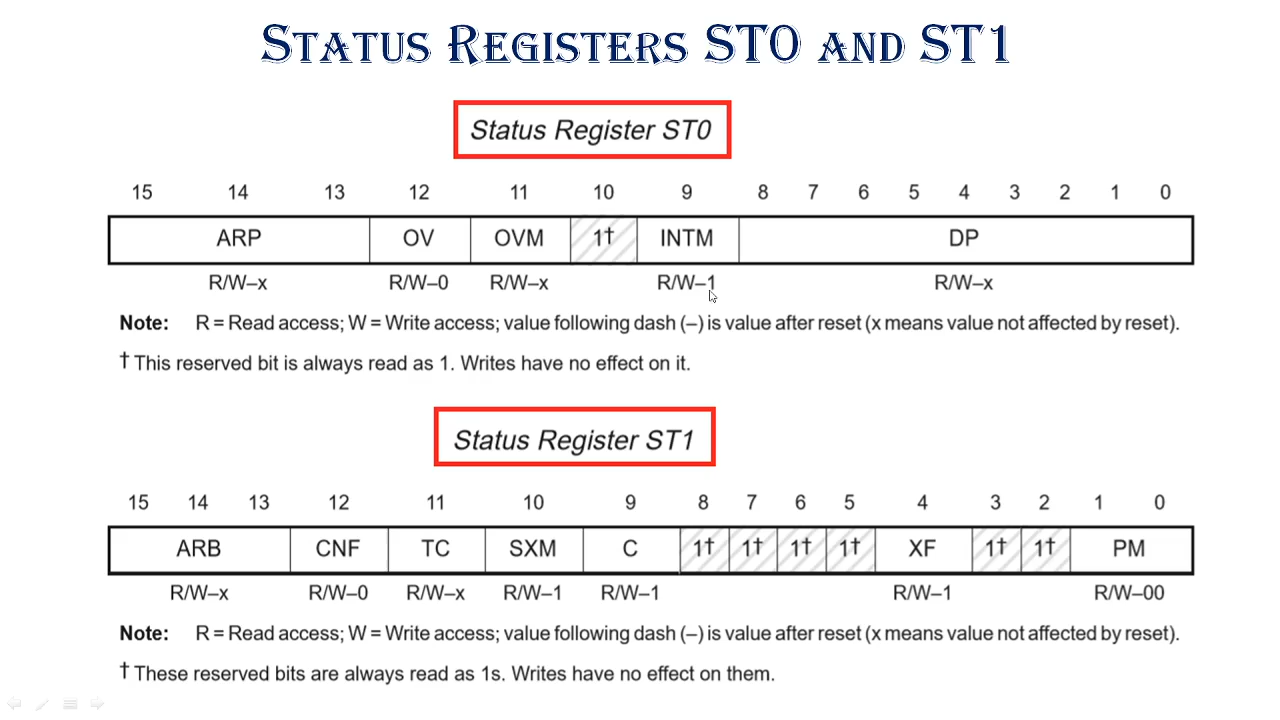 Status Registers ST0 and ST1
Status Register ST0
15 14 13 12 11 10 9 8 7 6 5 4 3 2 1 0
ARP OV OVM 1† INTM DP
R/W–x R/W–0 R/W–x R/W–1 R/W–x
Note: R = Read access; W = Write access; value following dash (–) is value after reset (x means value not affected by reset).
† This reserved bit is always read as 1. Writes have no effect on it.
Status Register ST1
15 14 13 12 11 10 9 8 7 6 5 4 3 2 1 0
ARB CNF TC SXM C 1† 1† 1† 1† XF 1† 1† PM
R/W–x R/W–0 R/W–x R/W–1 R/W–1 R/W–1 R/W–00
Note: R = Read access; W = Write access; value following dash (–) is value after reset (x means value not affected by reset).
† These reserved bits are always read as 1s. Writes have no effect on them.